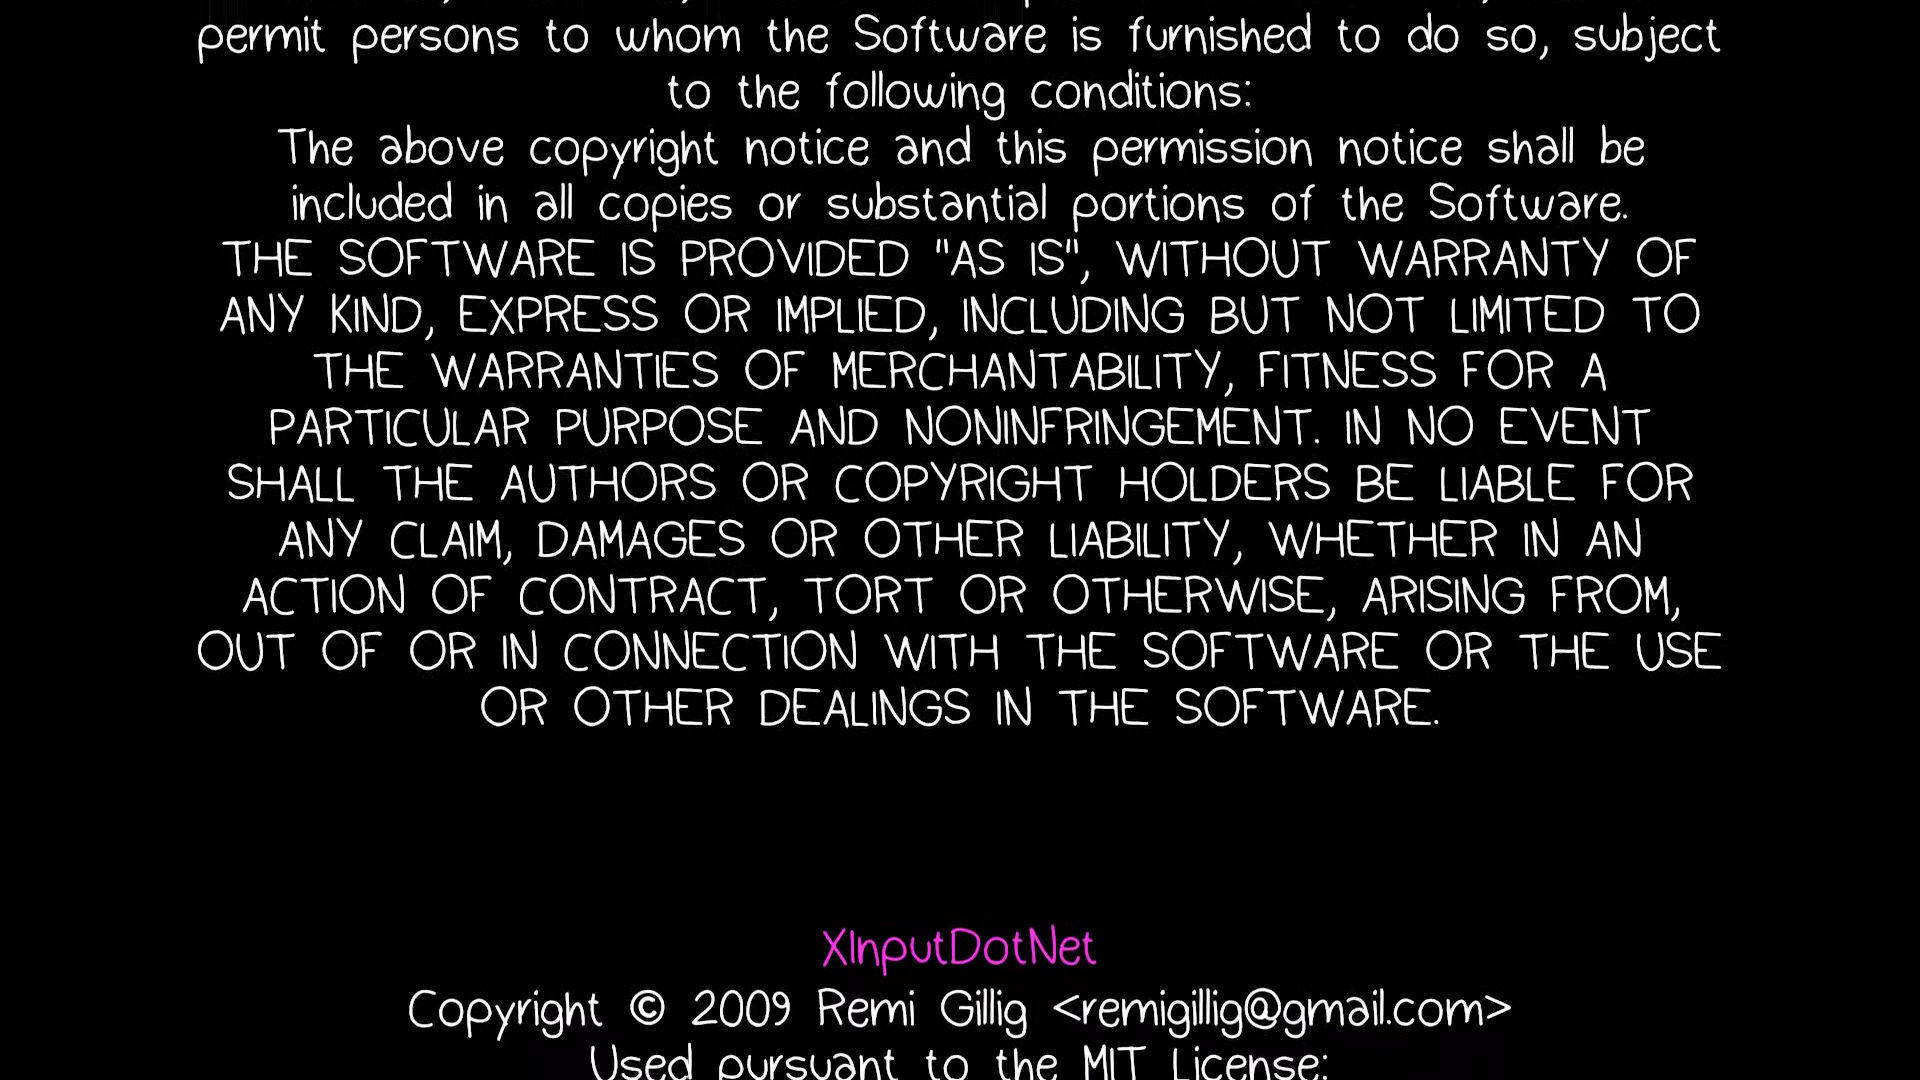 permit persons to whom the Software is furnished to do so, subject
to the following conditions:
The above copyright notice and this permission notice shall be
included in all copies or substantial portions of the Software.
THE SOFTWARE IS PROVIDED "AS IS", WITHOUT WARRANTY OF
ANY KIND, EXPRESS OR IMPLIED, INCLUDING BUT NOT LIMITED TO
THE WARRANTIES OF MERCHANTABILITY, FITNESS FOR A
PARTICULAR PURPOSE AND NONINFRINGEMENT. IN NO EVENT
SHALL THE AUTHORS OR COPYRIGHT HOLDERS BE LIABLE FOR
ANY CLAIM, DAMAGES OR OTHER LIABILITY, WHETHER IN AN
ACTION OF CONTRACT, TORT OR OTHERWISE, ARISING FROM,
OUT OF OR IN CONNECTION WITH THE SOFTWARE OR THE USE
OR OTHER DEALINGS IN THE SOFTWARE.
XInputDotNet
Copyright © 2009 Remi Gillig <remigillig@gmail.com>
Used pursuant to the MIT License: